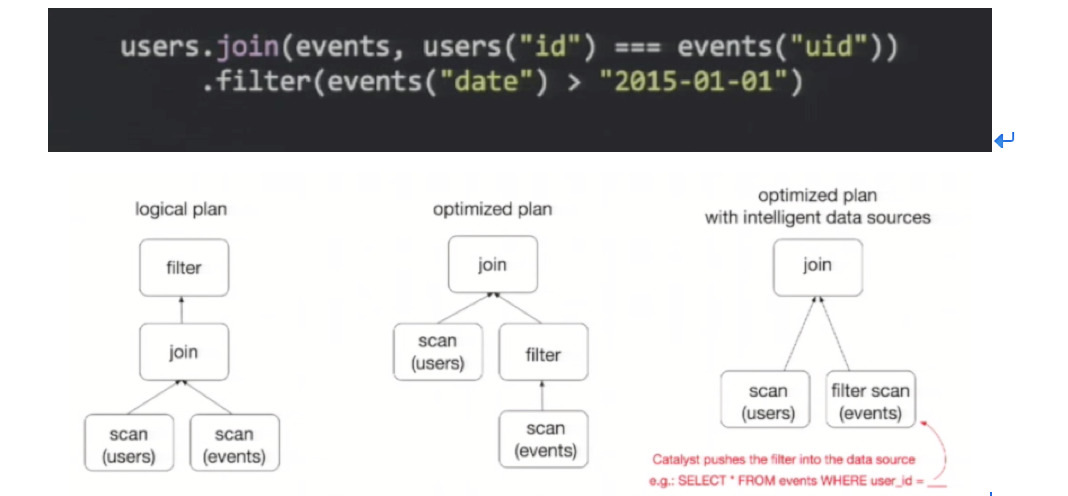 users.join(events, users("id") === events("uid"))
.filter(events("date") > "2015-01-01")
logical plan
filter
join
scan
(users)
scan
(events)
optimized plan
join
scan
(users)
filter
scan
(events)
optimized plan
with intelligent data sources
join
scan
(users)
filter scan
(events)
Catalyst pushes the filter into the data source
e.g.: SELECT * FROM events WHERE user_id = __